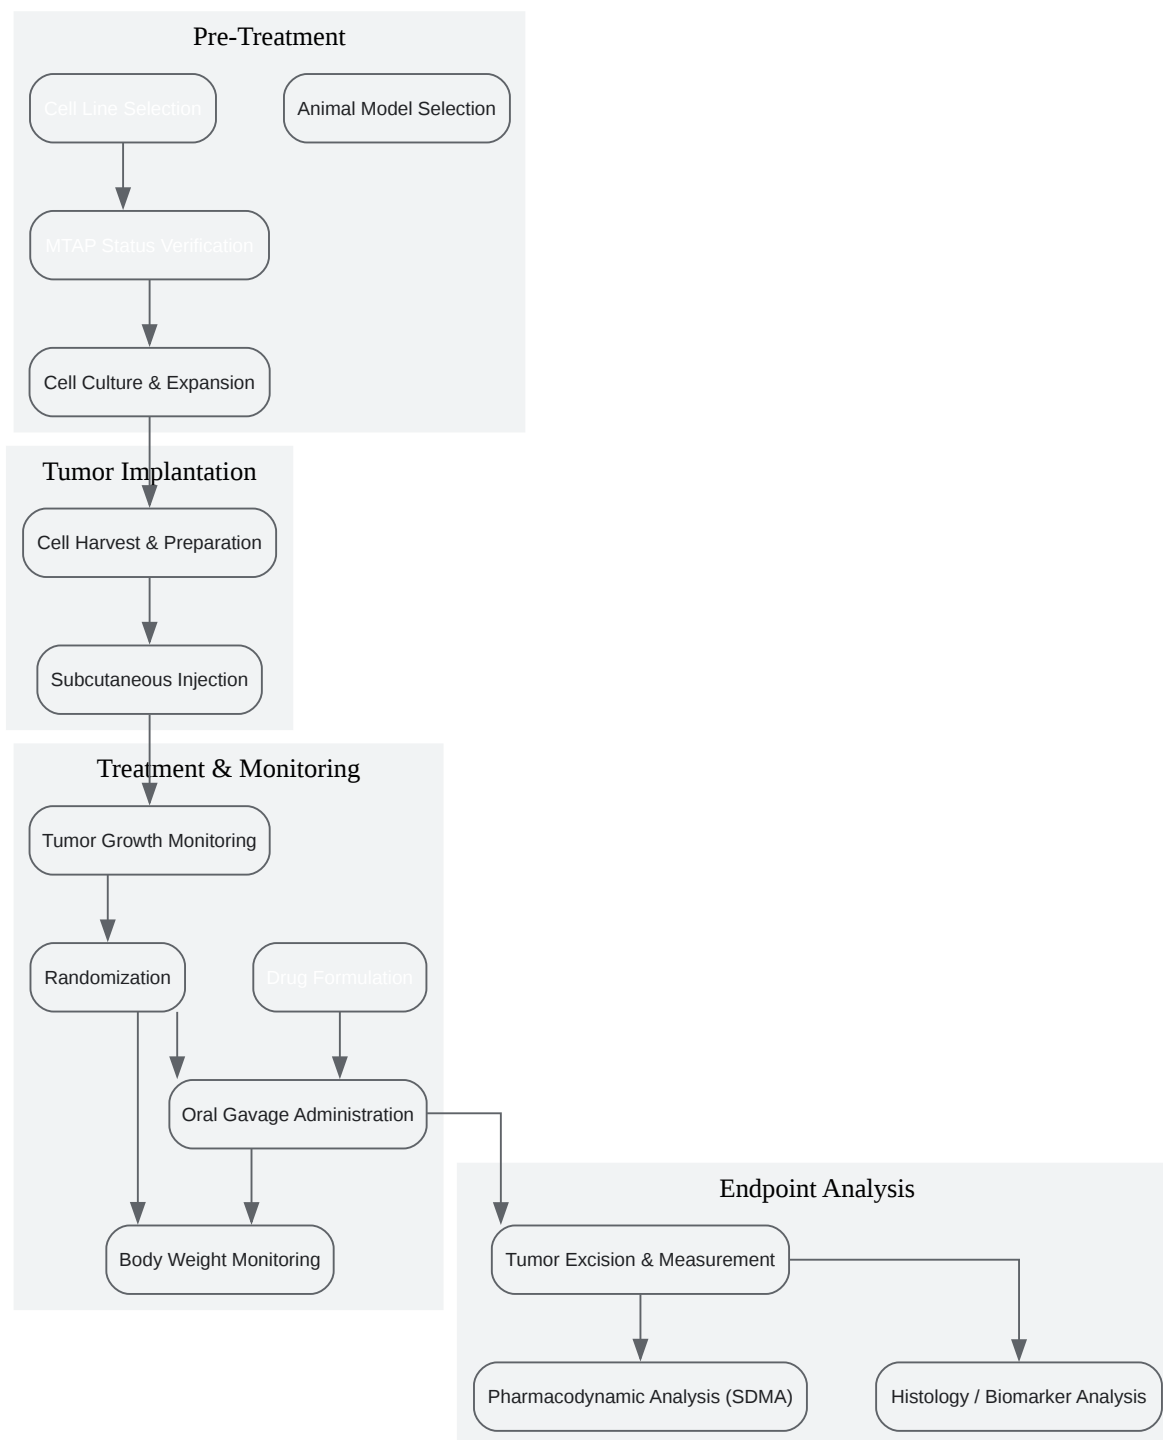 Pre-Treatment
Cell Line Selection
Animal Model Selection
MTAP Status Verification
Cell Culture & Expansion
Tumor Implantation
Cell Harvest & Preparation
Subcutaneous Injection
Treatment & Monitoring
Tumor Growth Monitoring
Randomization
Drug Formulation
Oral Gavage Administration
Body Weight Monitoring
Endpoint Analysis
Tumor Excision & Measurement
Pharmacodynamic Analysis (SDMA)
Histology / Biomarker Analysis